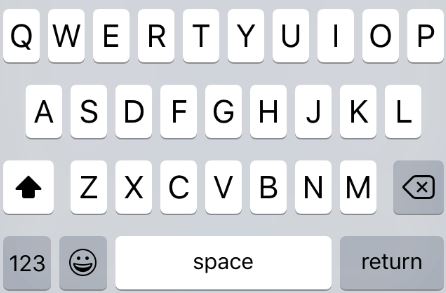 Q W E R T Y U I O P
A S D F G H J K L
Z X C V B N M
123 space return